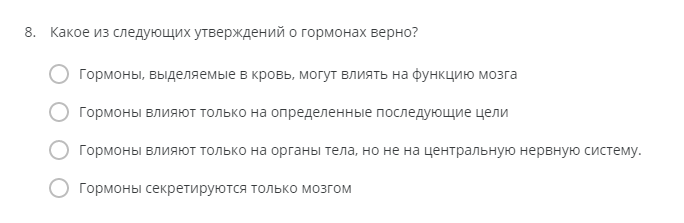 8. Какое из следующих утверждений о гормонах верно?
Гормоны, выделяемые в кровь, могут влиять на функцию мозга
Гормоны влияют только на определенные последующие цели
Гормоны влияют только на органы тела, но не на центральную нервную систему.
Гормоны секретируются только мозгом